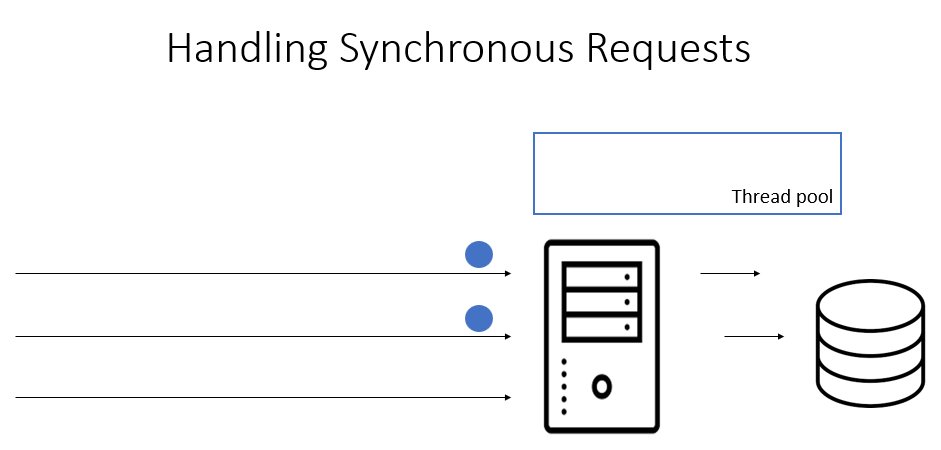 Handling Synchronous Requests
Thread pool